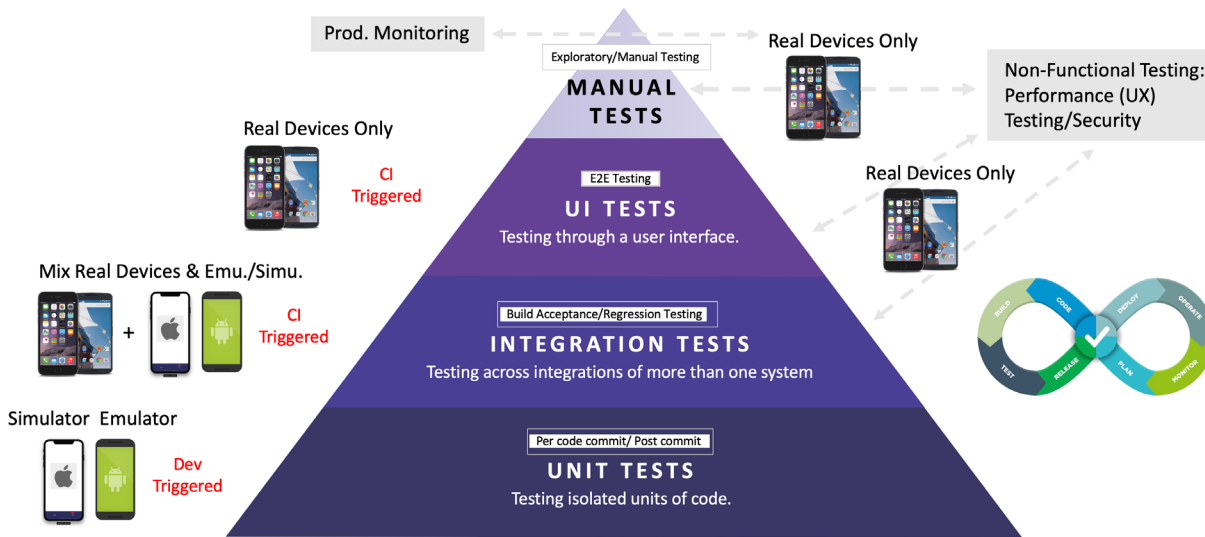 Prod. Monitoring
Real Devices Only
Exploratory/Manual Testing
MANUAL
TESTS
Non-Functional Testing:
Performance (UX)
Testing/Security
Real Devices Only
CI
Triggered
E2E Testing
UI TESTS
Testing through a user interface.
Real Devices Only
Mix Real Devices & Emu./Simu.
+
CI
Triggered
Build Acceptance/Regression Testing
INTEGRATION TESTS
Testing across integrations of more than one system
BUILD
CODE
DEPLOY
OPERATE
TEST
RELEASE
PLAN
MONITOR
Simulator Emulator
Dev
Triggered
Per code commit/ Post commit
UNIT TESTS
Testing isolated units of code.